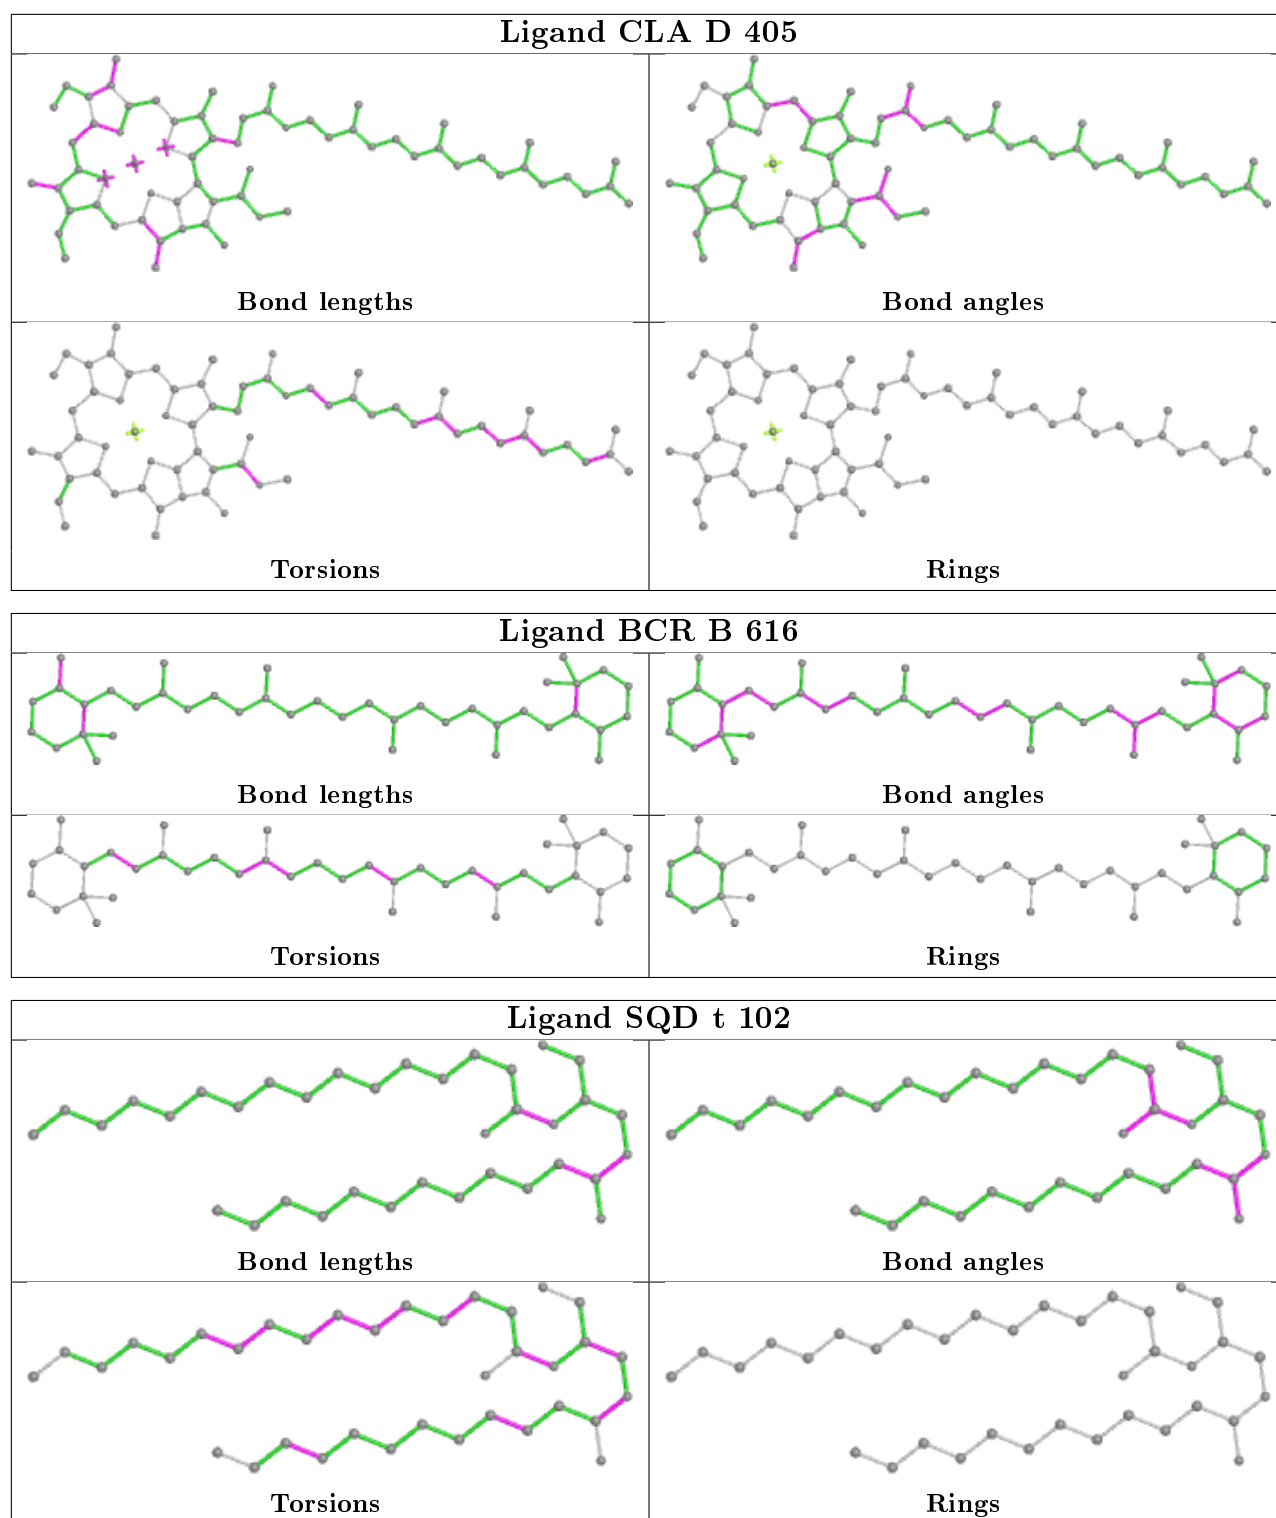 Ligand CLA D 405
Bond lengths
Bond angles
Torsions
Rings
Ligand BCR B 616
Bond lengths
Bond angles
Torsions
Rings
Ligand SQD t 102
Bond lengths
Bond angles
Torsions
Rings